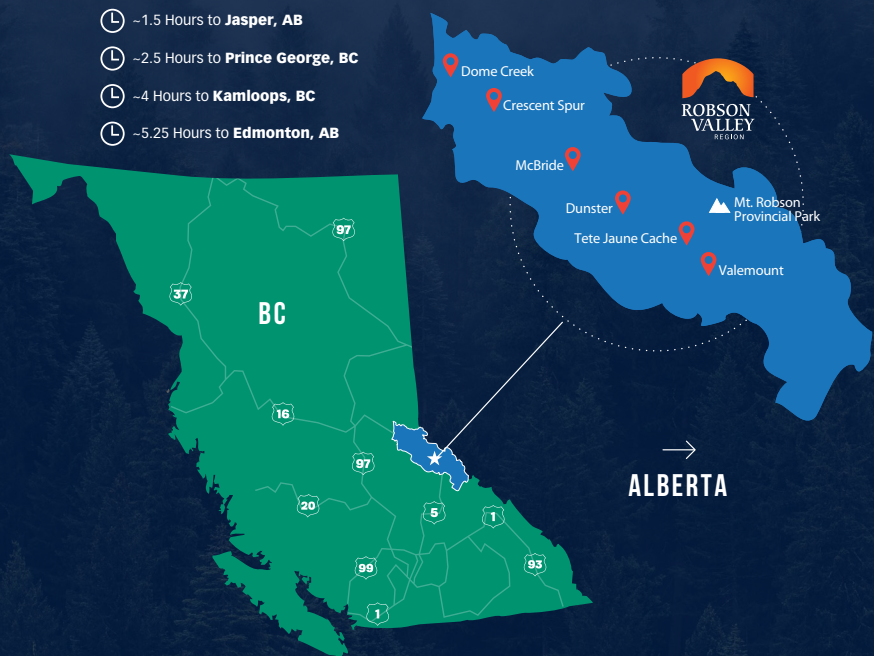 ~1.5 Hours to Jasper, AB
~2.5 Hours to Prince George, BC
~4 Hours to Kamloops, BC
~5.25 Hours to Edmonton, AB
Dome Creek
Crescent Spur
McBride
Dunster
Tete Jaune Cache
Valemount
Mt. Robson
Provincial Park
ROBSON
VALLEY
REGION
97
37
BC
16
97
20
5
1
99
93
1
ALBERTA